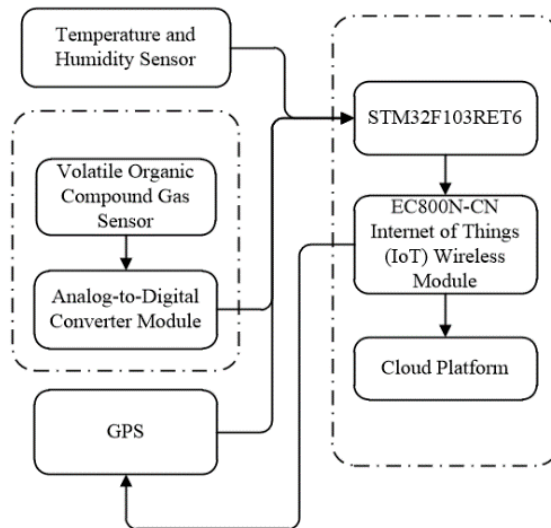 Temperature and
Humidity Sensor
STM32F103RET6
Volatile Organic
Compound Gas
Sensor
EC800N-CN
Internet of Things
(IoT) Wireless
Module
Analog-to-Digital
Converter Module
Cloud Platform
GPS